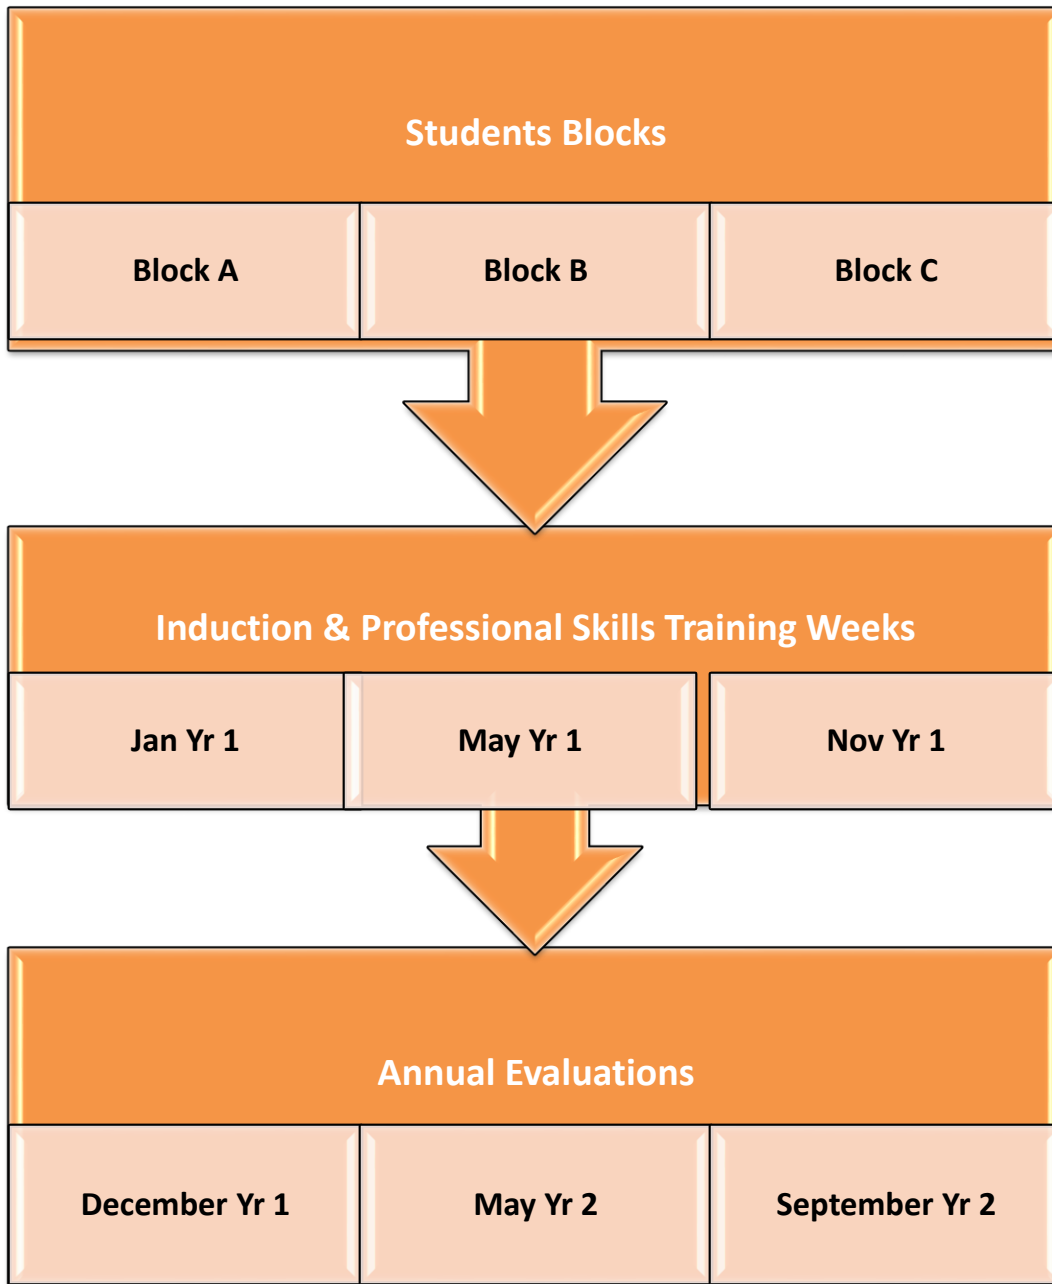 Students Blocks
Block A
Block B
Block C
Induction & Professional Skills Training Weeks
Jan Yr 1
May Yr 1
Nov Yr 1
Annual Evaluations
December Yr 1
May Yr 2
September Yr 2